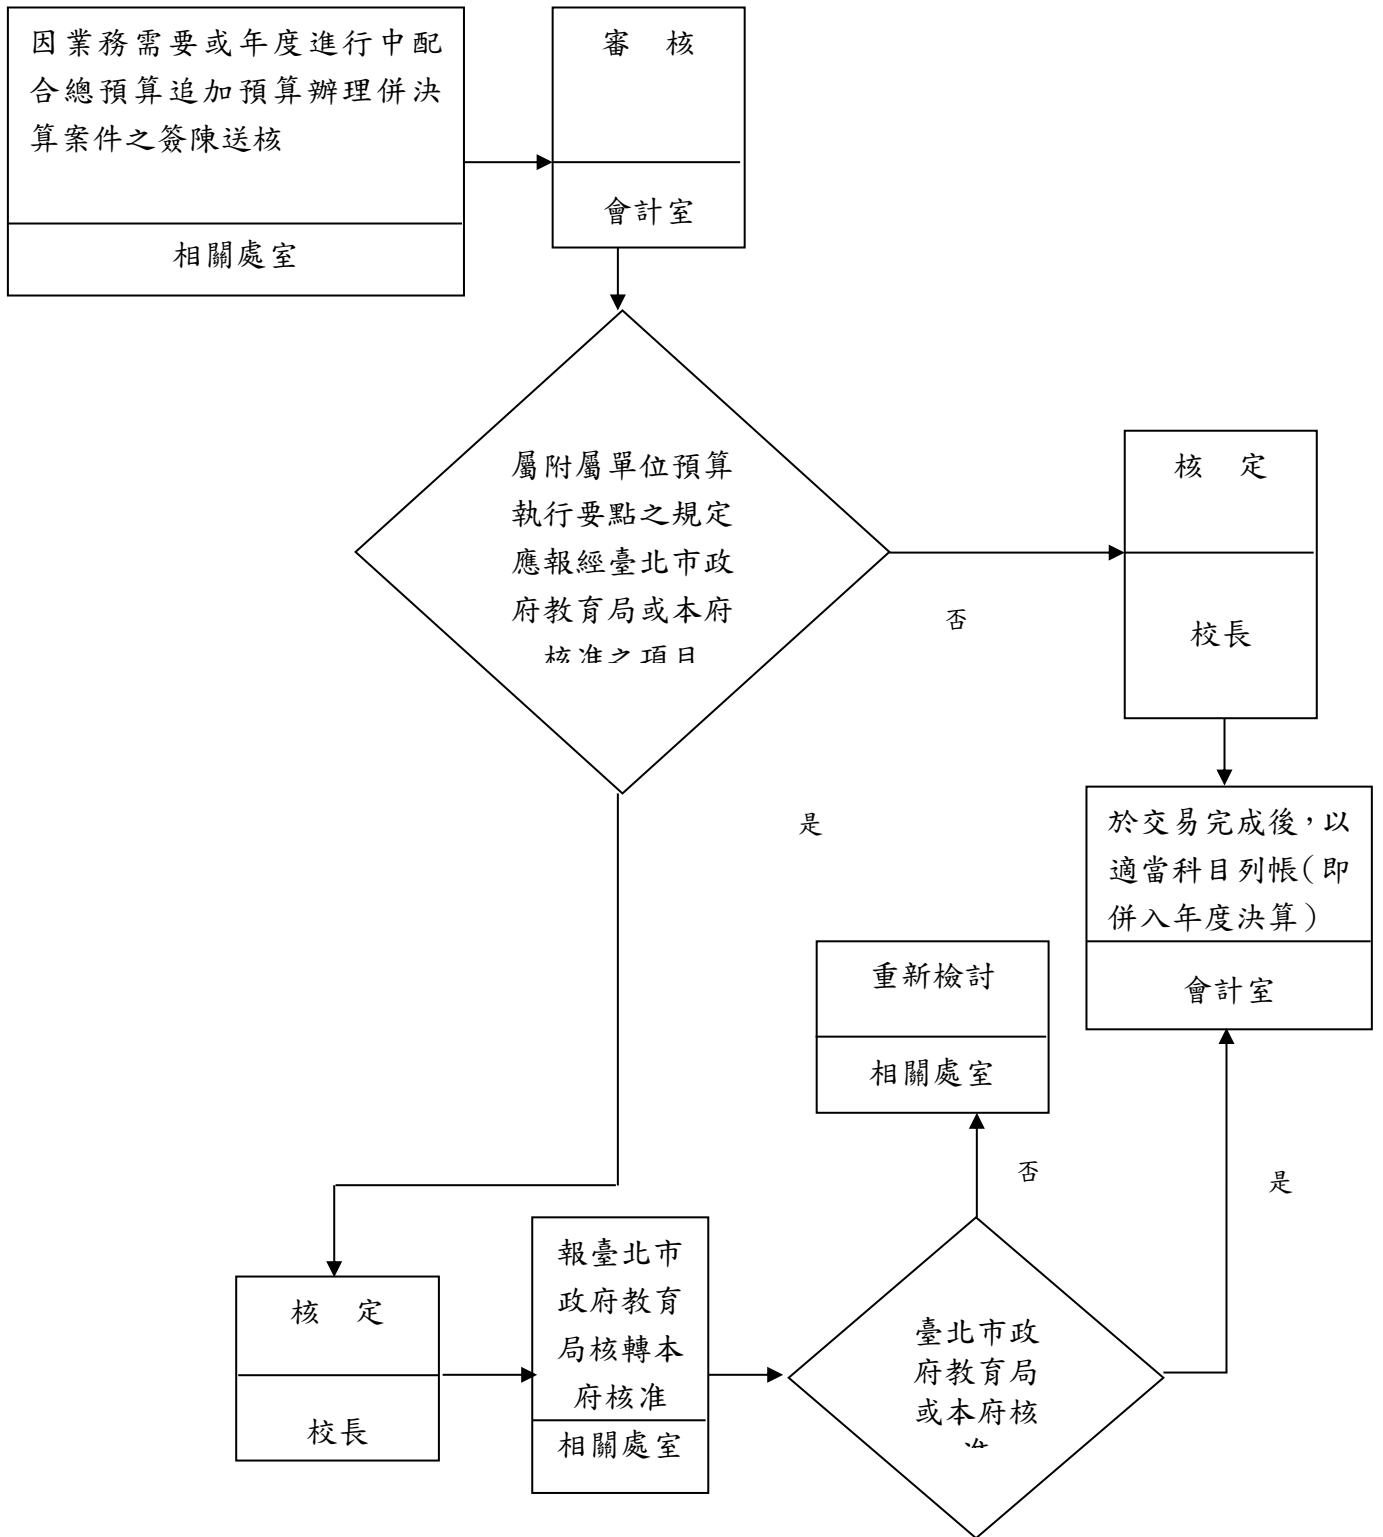 因業務需要或年度進行中配
合總預算追加預算辦理併決
算案件之簽陳送核
相關處室
審　核
會計室
屬附屬單位預算
執行要點之規定
應報經臺北市政
府教育局或本府
核准之項目
否
核　定
校長
是
於交易完成後，以
適當科目列帳（即
併入年度決算）
會計室
重新檢討
相關處室
否
是
核　定
校長
報臺北市
政府教育
局核轉本
府核准
相關處室
臺北市政
府教育局
或本府核